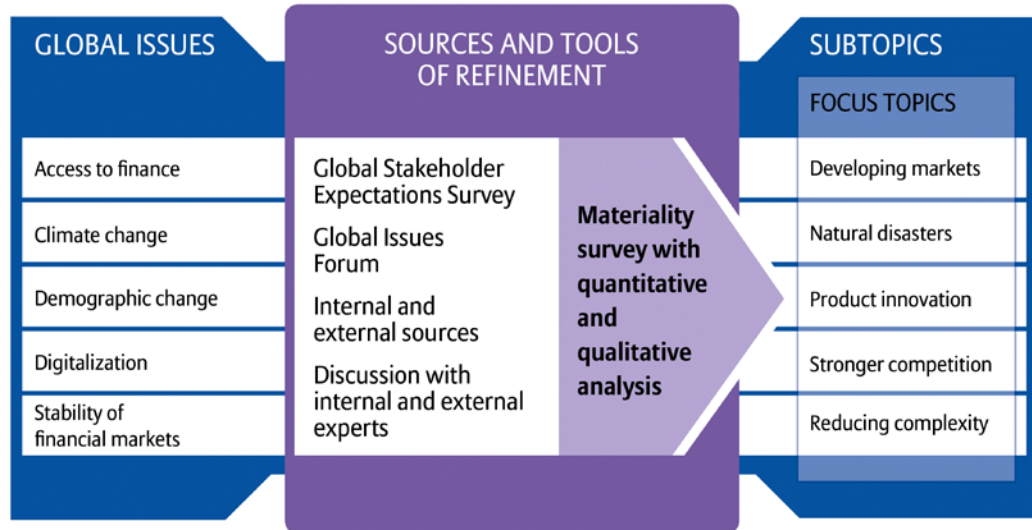 GLOBAL ISSUES
Access to finance
Climate change
Demographic change
Digitalization
Stability of
financial markets
SOURCES AND TOOLS
OF REFINEMENT
Global Stakeholder
Expectations Survey
Global Issues
Forum
Internal and
external sources
Discussion with
internal and external
experts
Materiality
survey with
quantitative
and
qualitative
analysis
SUBTOPICS
FOCUS TOPICS
Developing markets
Natural disasters
Product innovation
Stronger competition
Reducing complexity